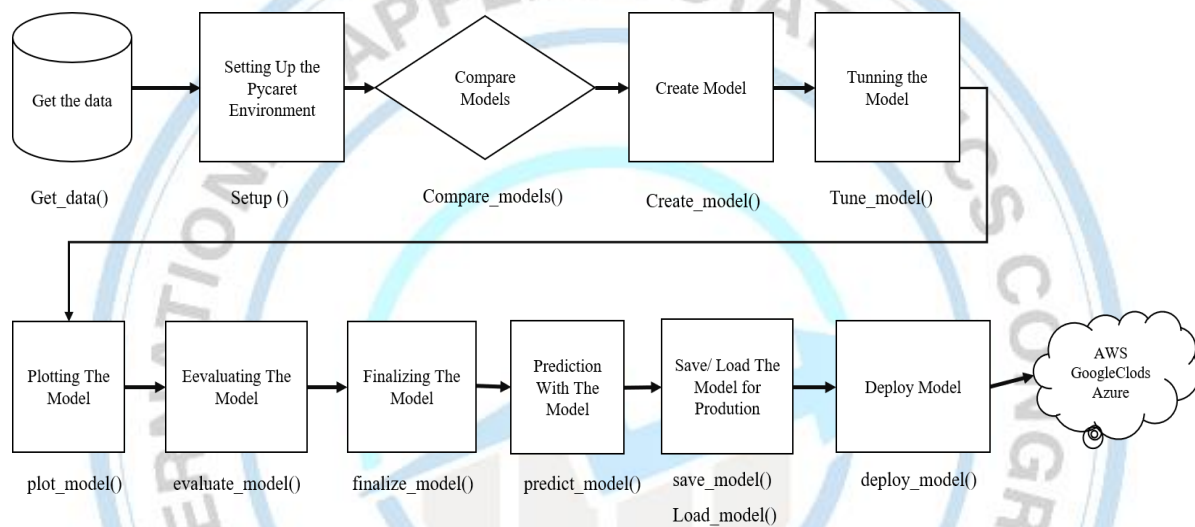 Get the data
Setting Up the
Pycaret
Environment
Compare
Models
Create Model
Tunning the
Model
Get_data()
Setup ()
Compare_models()
Create_model()
Tune_model()
Plotting The
Model
Eevaluating The
Model
Finalizing The
Model
Prediction
With The
Model
Save/ Load The
Model for
Prodution
Deploy Model
AWS
GoogleClods
Azure
plot_model()
evaluate_model()
finalize_model()
predict_model()
save_model()
Load_model()
deploy_model()